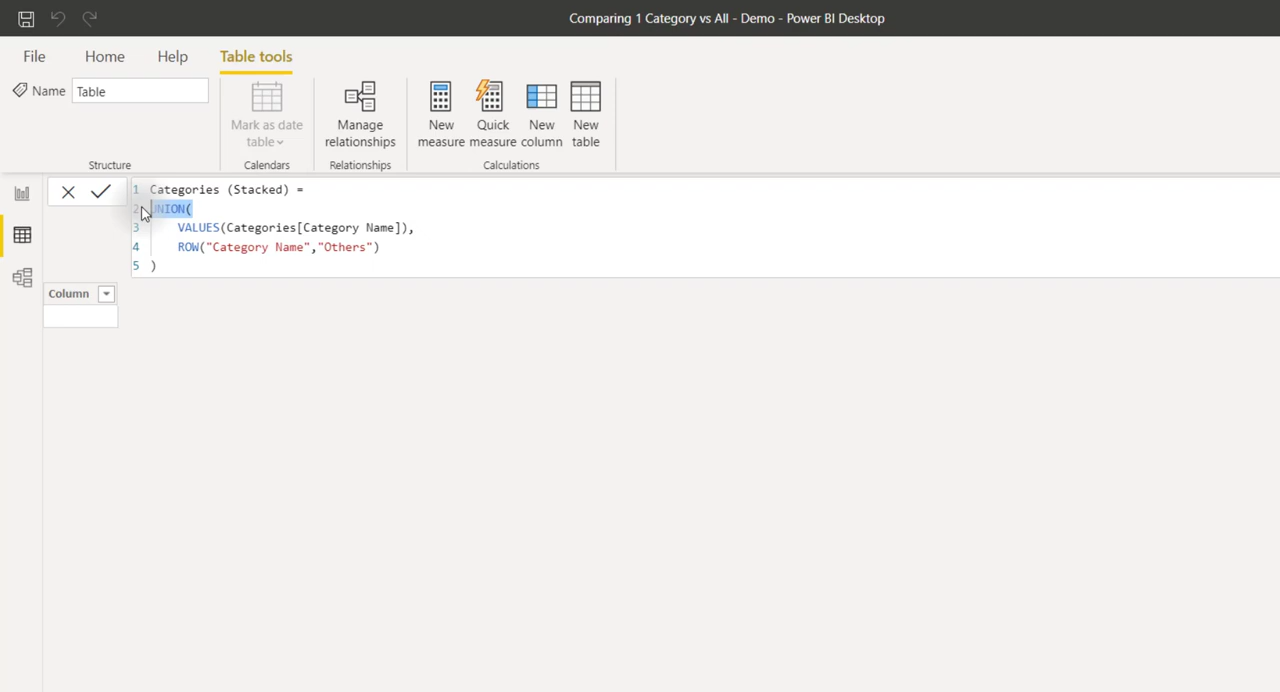 Comparing 1 Category vs All - Demo - Power BI Desktop
File Home Help Table tools
Name Table
Mark as date table
Manage relationships
New measure
Quick measure
New column
New table
Structure Calendars Relationships Calculations
1 Categories (Stacked) =
2 UNION(
3 VALUES(Categories[Category Name]),
4 ROW("Category Name","Others")
5 )
Column